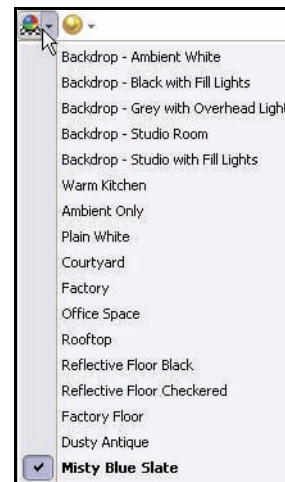 Backdrop - Ambient White
Backdrop - Black with Fill Lights
Backdrop - Grey with Overhead Light
Backdrop - Studio Room
Backdrop - Studio with Fill Lights
Warm Kitchen
Ambient Only
Plain White
Courtyard
Factory
Office Space
Rooftop
Reflective Floor Black
Reflective Floor Checkered
Factory Floor
Dusty Antique
Misty Blue Slate